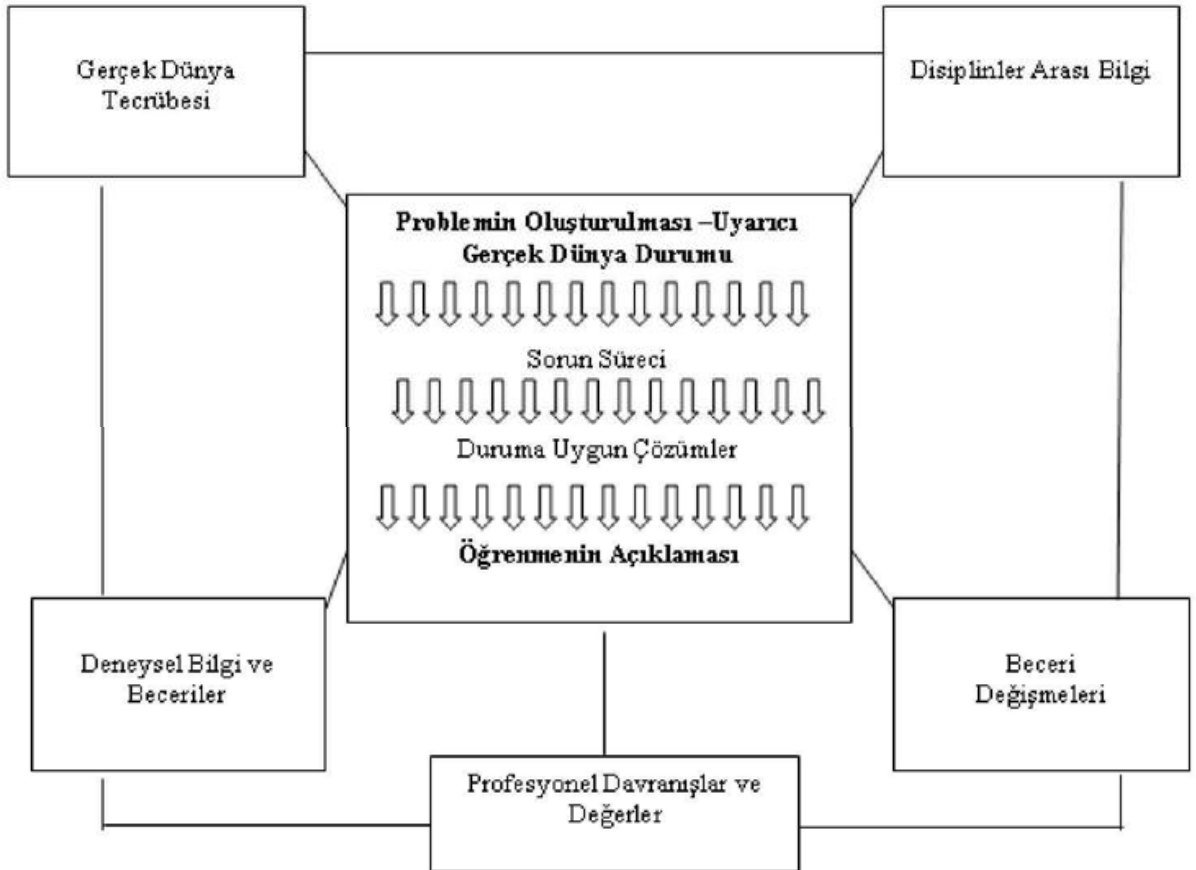 Gerçek Dünya
Tecrübesi
Disiplinler Arası Bilgi
Problemin Oluşturulması –Uyarıcı
Gerçek Dünya Durumu
Sorun Süreci
Duruma Uygun Çözümler
Öğrenmenin Açıklaması
Deneysel Bilgi ve
Beceriler
Beceri
Değişmeleri
Profesyonel Davranışlar ve
Değerler